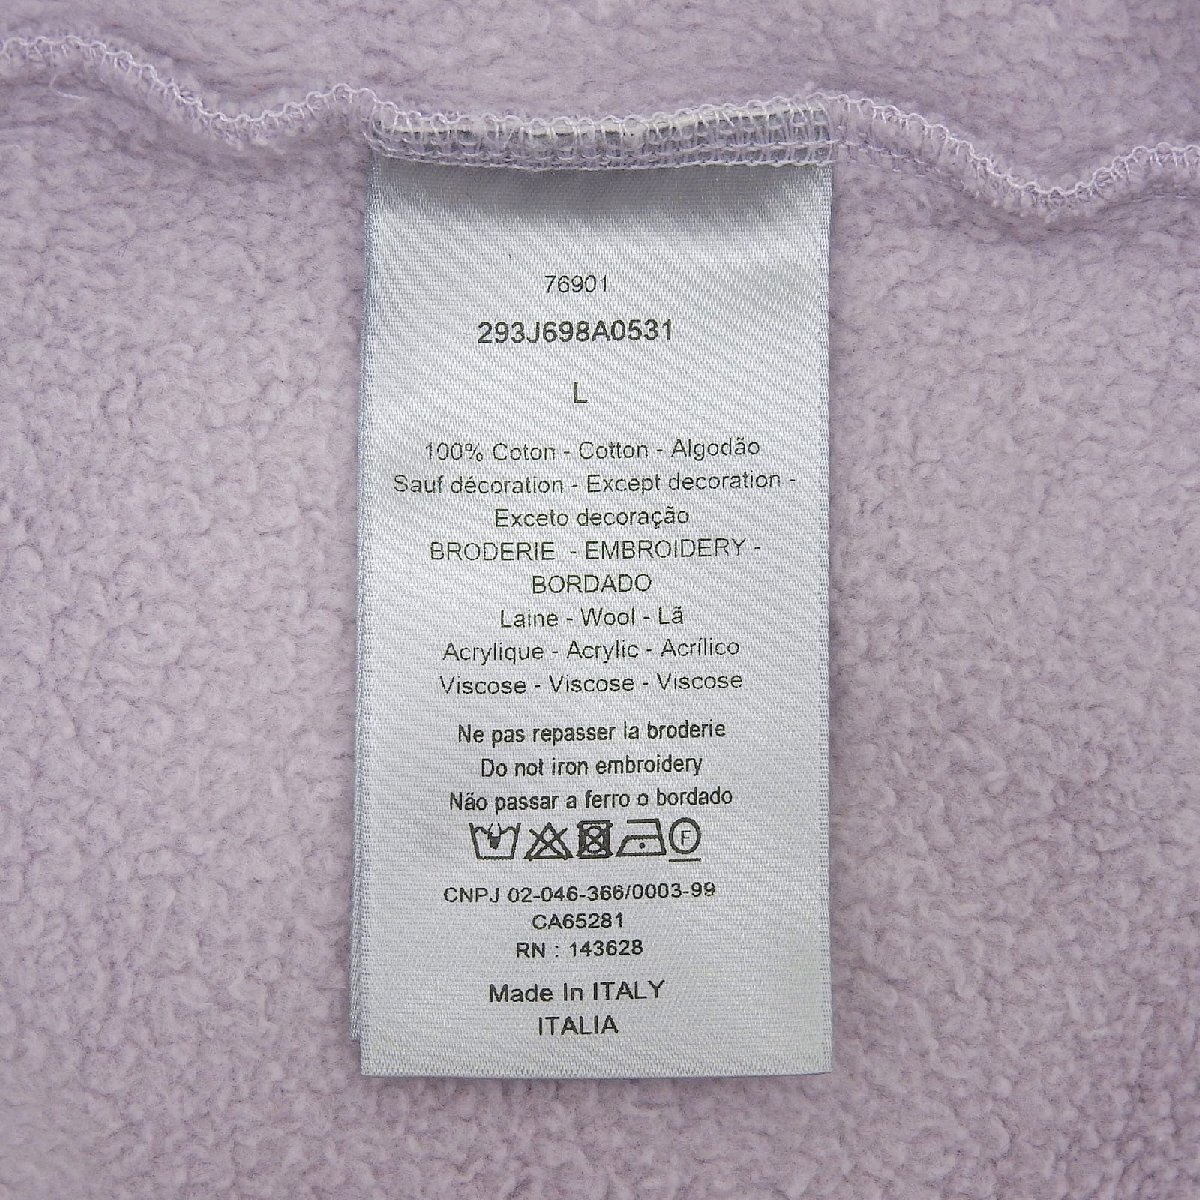 76901
293J698A0531
L
100% Coton - Cotton - Algodão
Sauf décoration - Except decoration -
Exceto decoração
BRODERIE - EMBROIDERY -
BORDADO
Laine - Wool - Lã
Acrylique - Acrylic - Acrílico
Viscose - Viscose - Viscose
Ne pas repasser la broderie
Do not iron embroidery
Não passar a ferro o bordado
F
CNPJ 02-046-366/0003-99
CA65281
RN : 143628
Made In ITALY
ITALIA